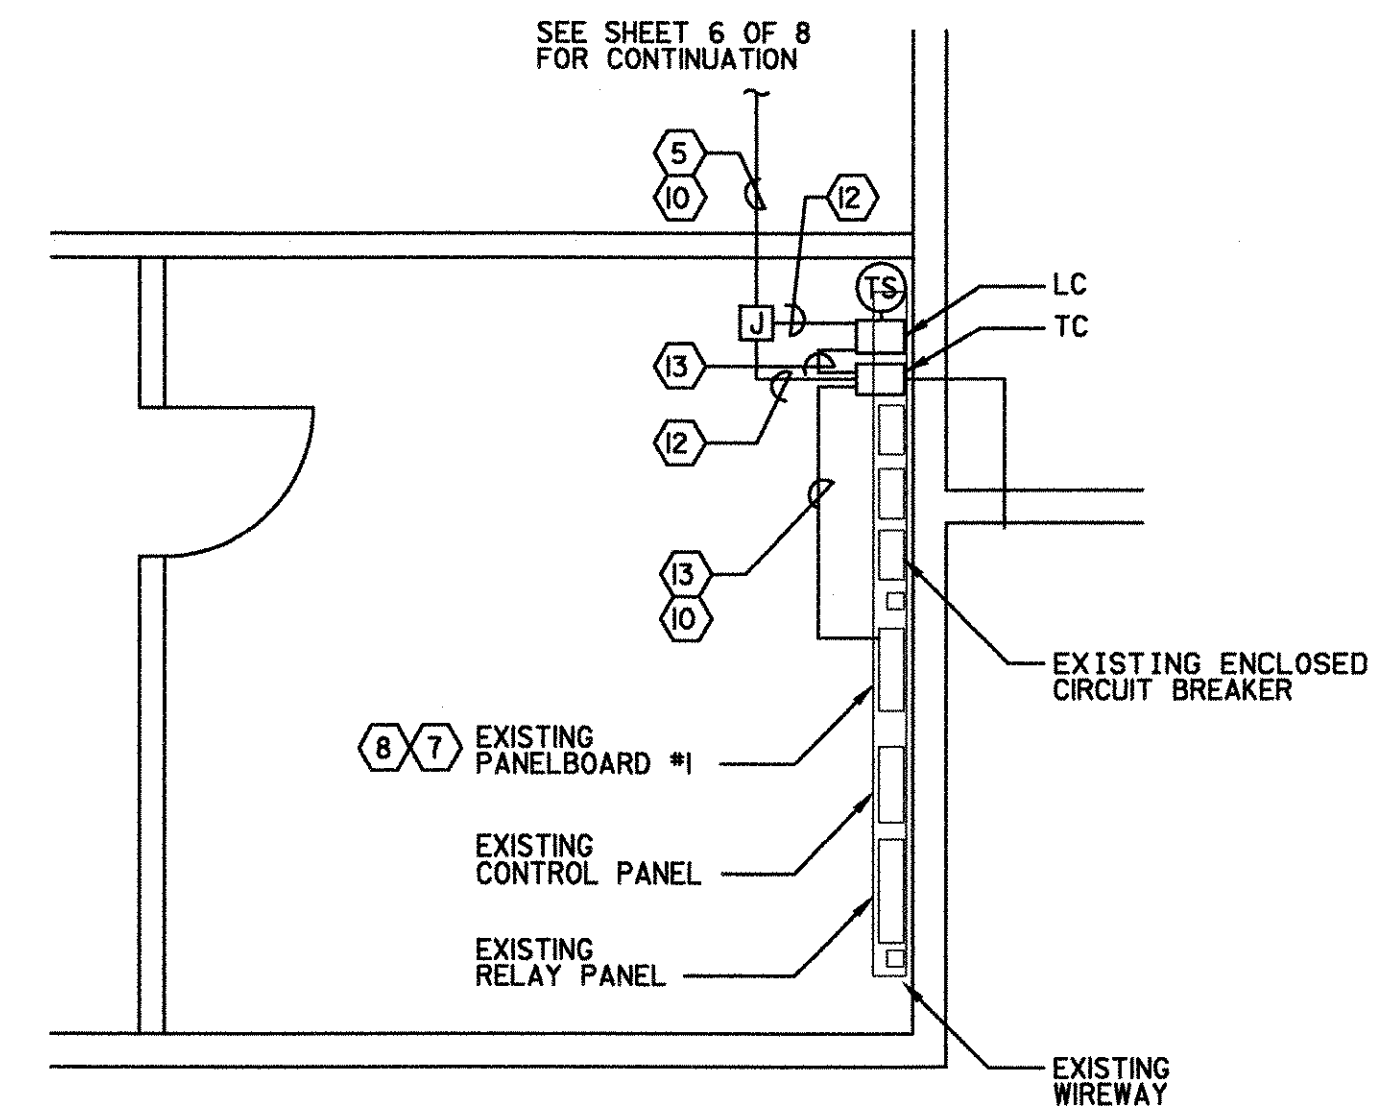 SEE SHEET 6 OF 8
FOR CONTINUATION
5
10
12
TS
LC
J
TC
13
12
13
10
EXISTING ENCLOSED
CIRCUIT BREAKER
8 7 EXISTING
PANELBOARD #1
EXISTING
CONTROL PANEL
EXISTING
RELAY PANEL
EXISTING
WIREWAY